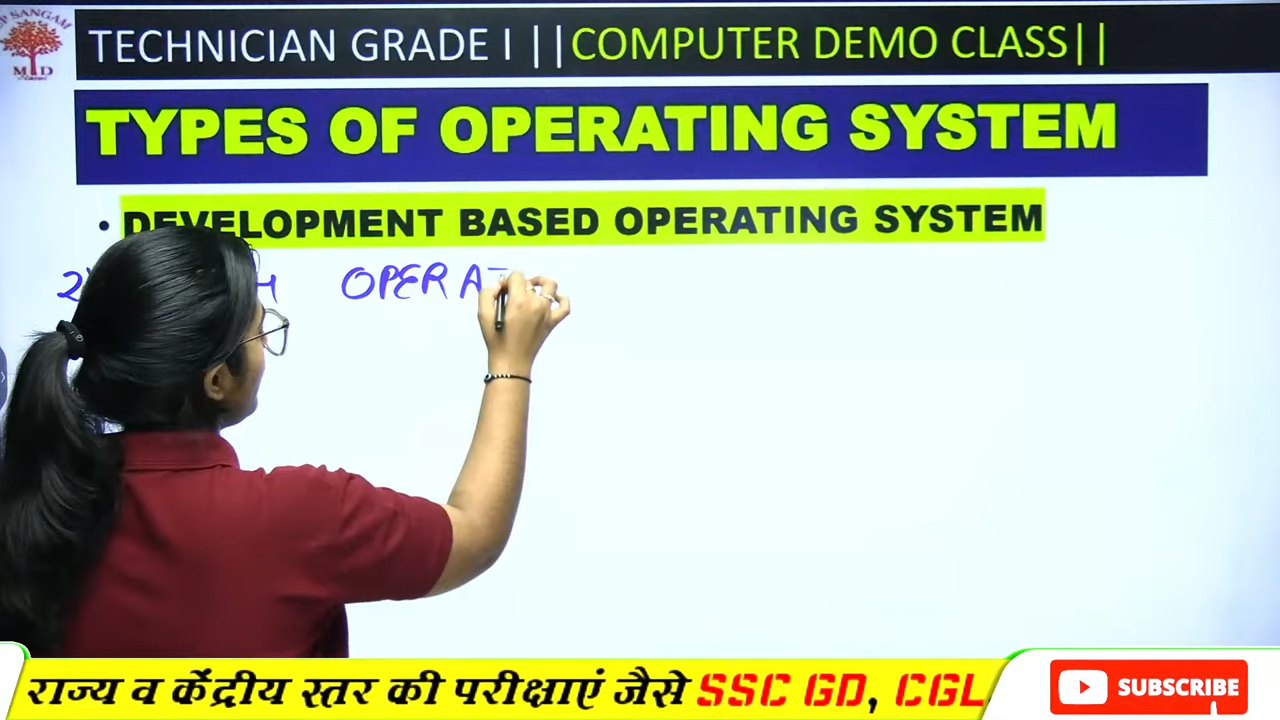 TECHNICIAN GRADE I ||COMPUTER DEMO CLASS||
TYPES OF OPERATING SYSTEM
• DEVELOPMENT BASED OPERATING SYSTEM
OPERAT
राज्य व केंद्रीय स्तर की परीक्षाएं जैसे SSC GD, CGL
SUBSCRIBE